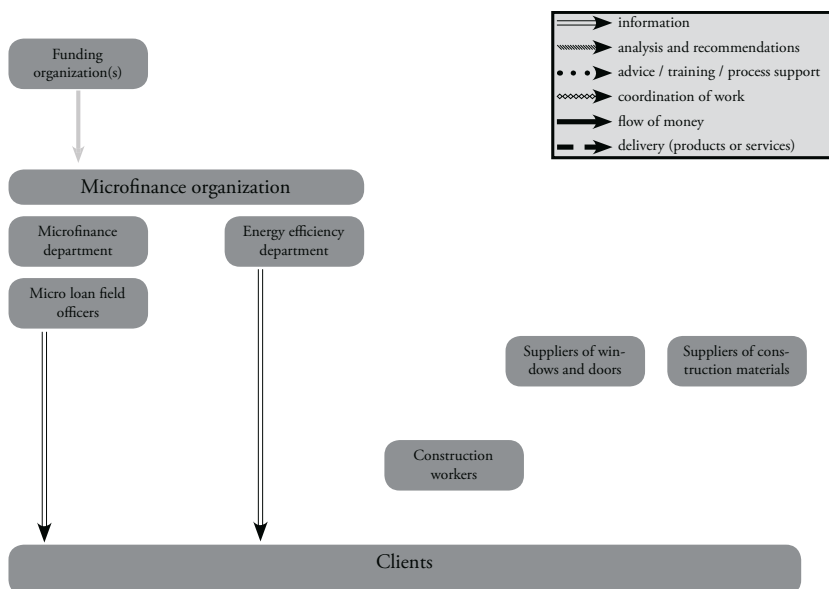 information
analysis and recommendations
advice / training / process support
coordination of work
flow of money
delivery (products or services)
Funding
organization(s)
Microfinance organization
Microfinance
department
Energy efficiency
department
Micro loan field
officers
Suppliers of win-
dows and doors
Suppliers of cons-
truction materials
Construction
workers
Clients